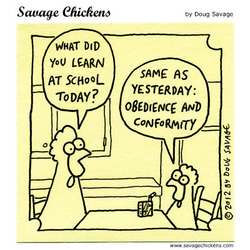 Savage Chickens
by Doug Savage
WHAT DID
YOU LEARN
AT SCHOOL
TODAY?
SAME AS
YESTERDAY:
OBEDIENCE AND
CONFORMITY
© 2012 BY DOUG SAVAGE
www.savagechickens.com